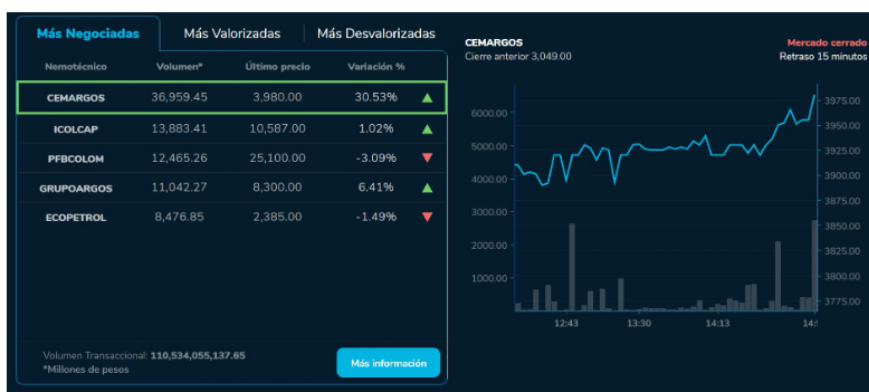 Más Negociadas
Más Valorizadas
Más Desvalorizadas
Nemotécnico Volumen* Último precio Variación %
CEMARGOS 36,959.45 3,980.00 30.53%
ICOLCAP 13,883.41 10,587.00 1.02%
PFBCOLOM 12,465.26 25,100.00 -3.09%
GRUPOARGOS 11,042.27 8,300.00 6.41%
ECOPETROL 8,476.85 2,385.00 -1.49%
Volumen Transaccional: 110,534,055,137.65
*Millones de pesos
Más información
CEMARGOS
Cierre anterior 3,049.00
Mercado cerrado
Retraso 15 minutos
6000.00
5000.00
4000.00
3000.00
2000.00
1000.00
3975.00
3950.00
3925.00
3900.00
3875.00
3850.00
3825.00
3800.00
3775.00
12:43 13:30 14:13